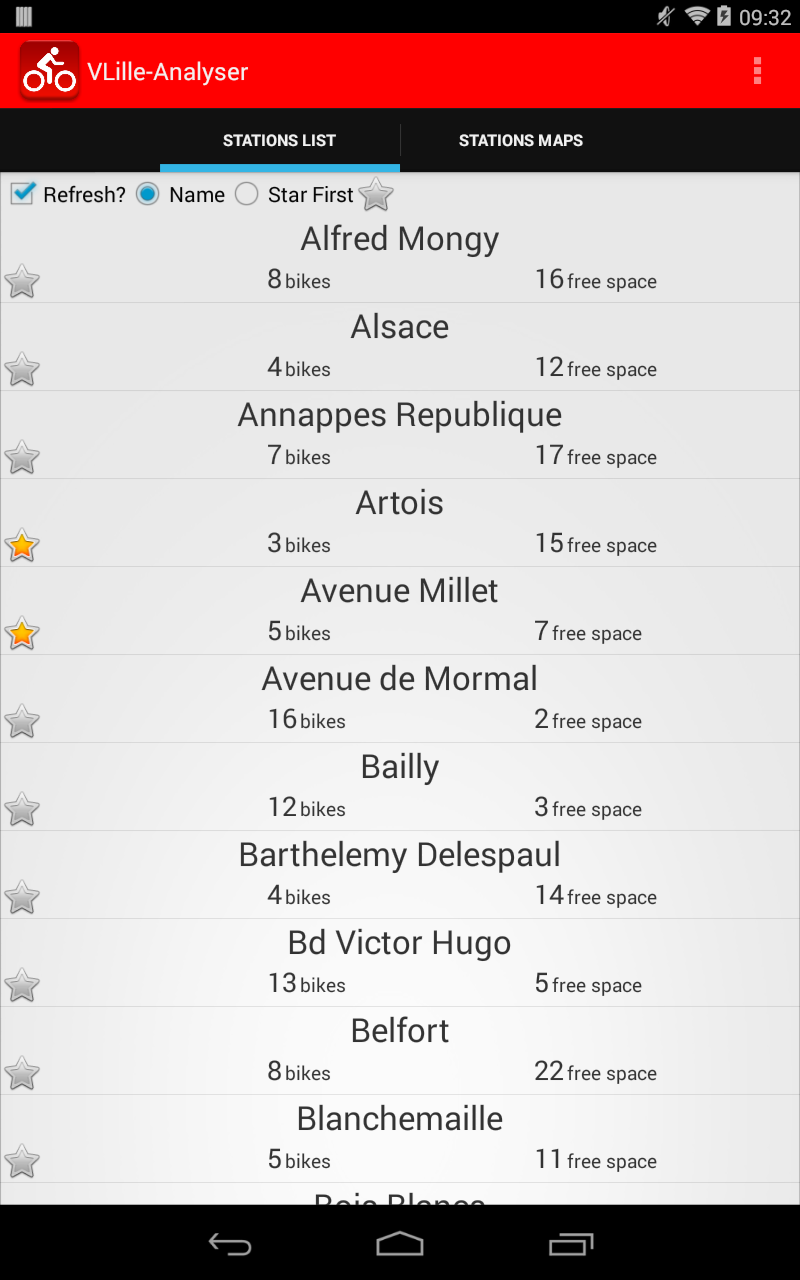 09:32
VLille-Analyser
STATIONS LIST STATIONS MAPS
Refresh? Name Star First
Alfred Mongy
8 bikes 16 free space
Alsace
4 bikes 12 free space
Annappes Republique
7 bikes 17 free space
Artois
3 bikes 15 free space
Avenue Millet
5 bikes 7 free space
Avenue de Mormal
16 bikes 2 free space
Bailly
12 bikes 3 free space
Barthelemy Delespaul
4 bikes 14 free space
Bd Victor Hugo
13 bikes 5 free space
Belfort
8 bikes 22 free space
Blanchemaille
5 bikes 11 free space